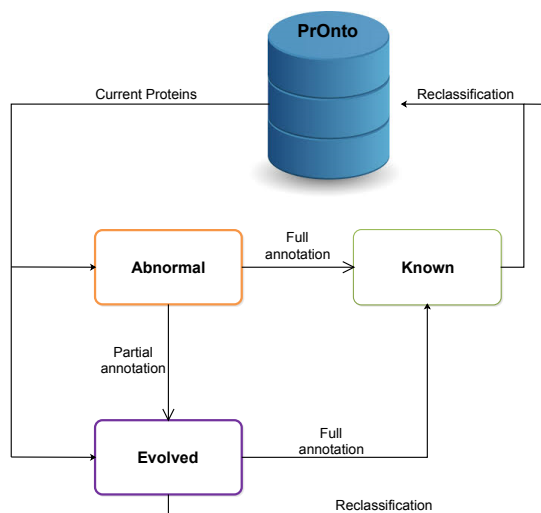 PrOnto
Current Proteins
Reclassification
Full
annotation
Abnormal
Known
Partial
annotation
Full
annotation
Evolved
Reclassification